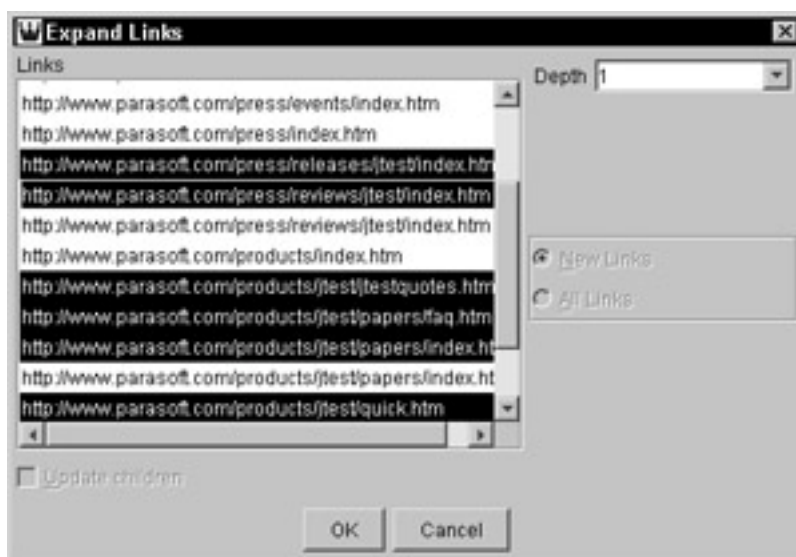 Expand Links
Links
Depth 1
http://www.parasoft.com/press/events/index.htm
http://www.parasoft.com/press/index.htm
http://www.parasoft.com/press/releases/jtest/index.htm
http://www.parasoft.com/press/reviews/jtest/index.htm
http://www.parasoft.com/press/reviews/jtest/index.htm
http://www.parasoft.com/products/index.htm
http://www.parasoft.com/products/jtest/jtestquotes.htm
http://www.parasoft.com/products/jtest/papers/faq.htm
http://www.parasoft.com/products/jtest/papers/index.ht
http://www.parasoft.com/products/jtest/papers/index.ht
http://www.parasoft.com/products/jtest/quick.htm
New Links
All Links
Update children
OK
Cancel